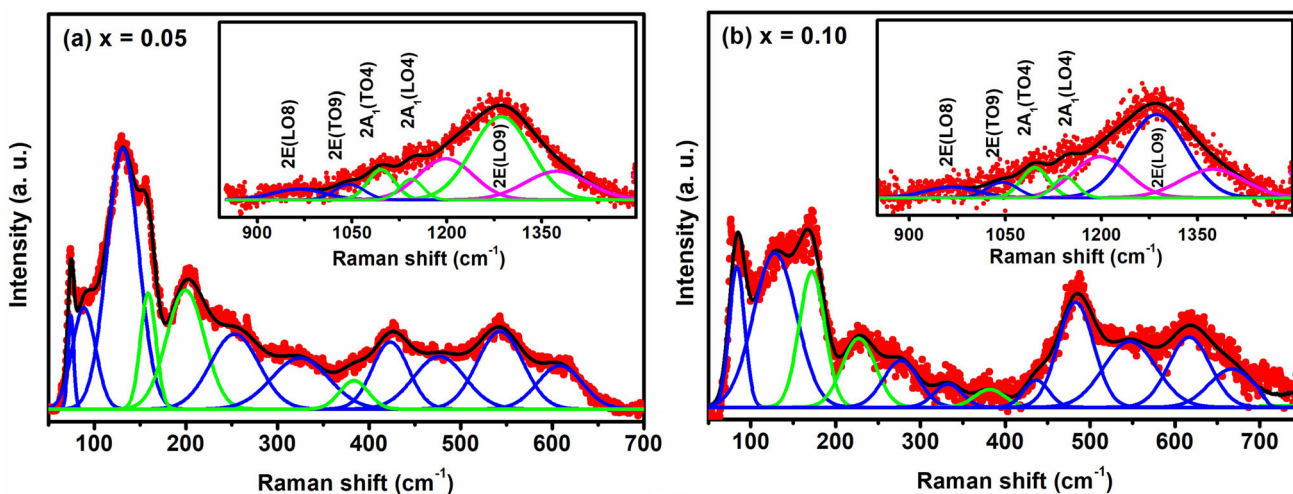 (a) x = 0.05
2E(LO8)
2E(TO9)
2A1(TO4)
2A1(LO4)
2E(LO9)
900 1050 1200 1350
Raman shift (cm-1)
Intensity (a. u.)
100 200 300 400 500 600 700
Raman shift (cm-1)
(b) x = 0.10
2E(LO8)
2E(TO9)
2A1(TO4)
2A1(LO4)
2E(LO9)
900 1050 1200 1350
Raman shift (cm-1)
Intensity (a. u.)
100 200 300 400 500 600 700
Raman shift (cm-1)